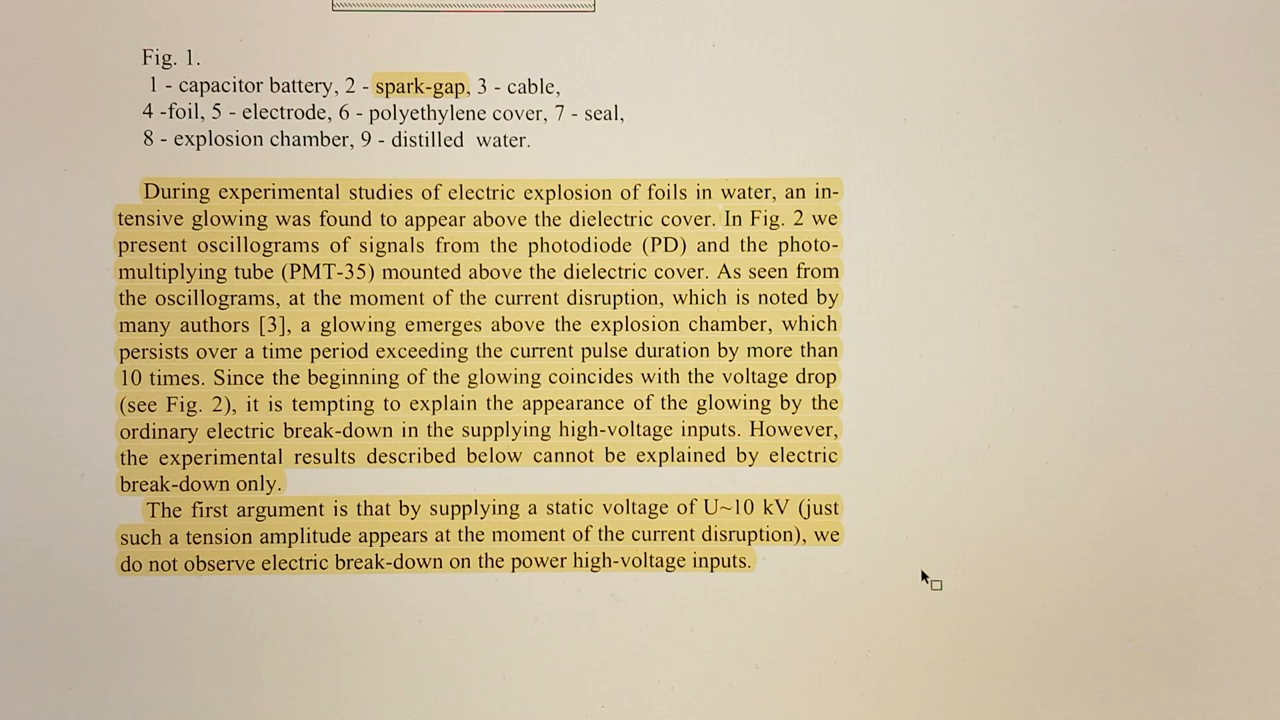 Fig. 1.
1 - capacitor battery, 2 - spark-gap, 3 - cable,
4 -foil, 5 - electrode, 6 - polyethylene cover, 7 - seal,
8 - explosion chamber, 9 - distilled water.
During experimental studies of electric explosion of foils in water, an in-
tensive glowing was found to appear above the dielectric cover. In Fig. 2 we
present oscillograms of signals from the photodiode (PD) and the photo-
multiplying tube (PMT-35) mounted above the dielectric cover. As seen from
the oscillograms, at the moment of the current disruption, which is noted by
many authors [3], a glowing emerges above the explosion chamber, which
persists over a time period exceeding the current pulse duration by more than
10 times. Since the beginning of the glowing coincides with the voltage drop
(see Fig. 2), it is tempting to explain the appearance of the glowing by the
ordinary electric break-down in the supplying high-voltage inputs. However,
the experimental results described below cannot be explained by electric
break-down only.
The first argument is that by supplying a static voltage of U~10 kV (just
such a tension amplitude appears at the moment of the current disruption), we
do not observe electric break-down on the power high-voltage inputs.